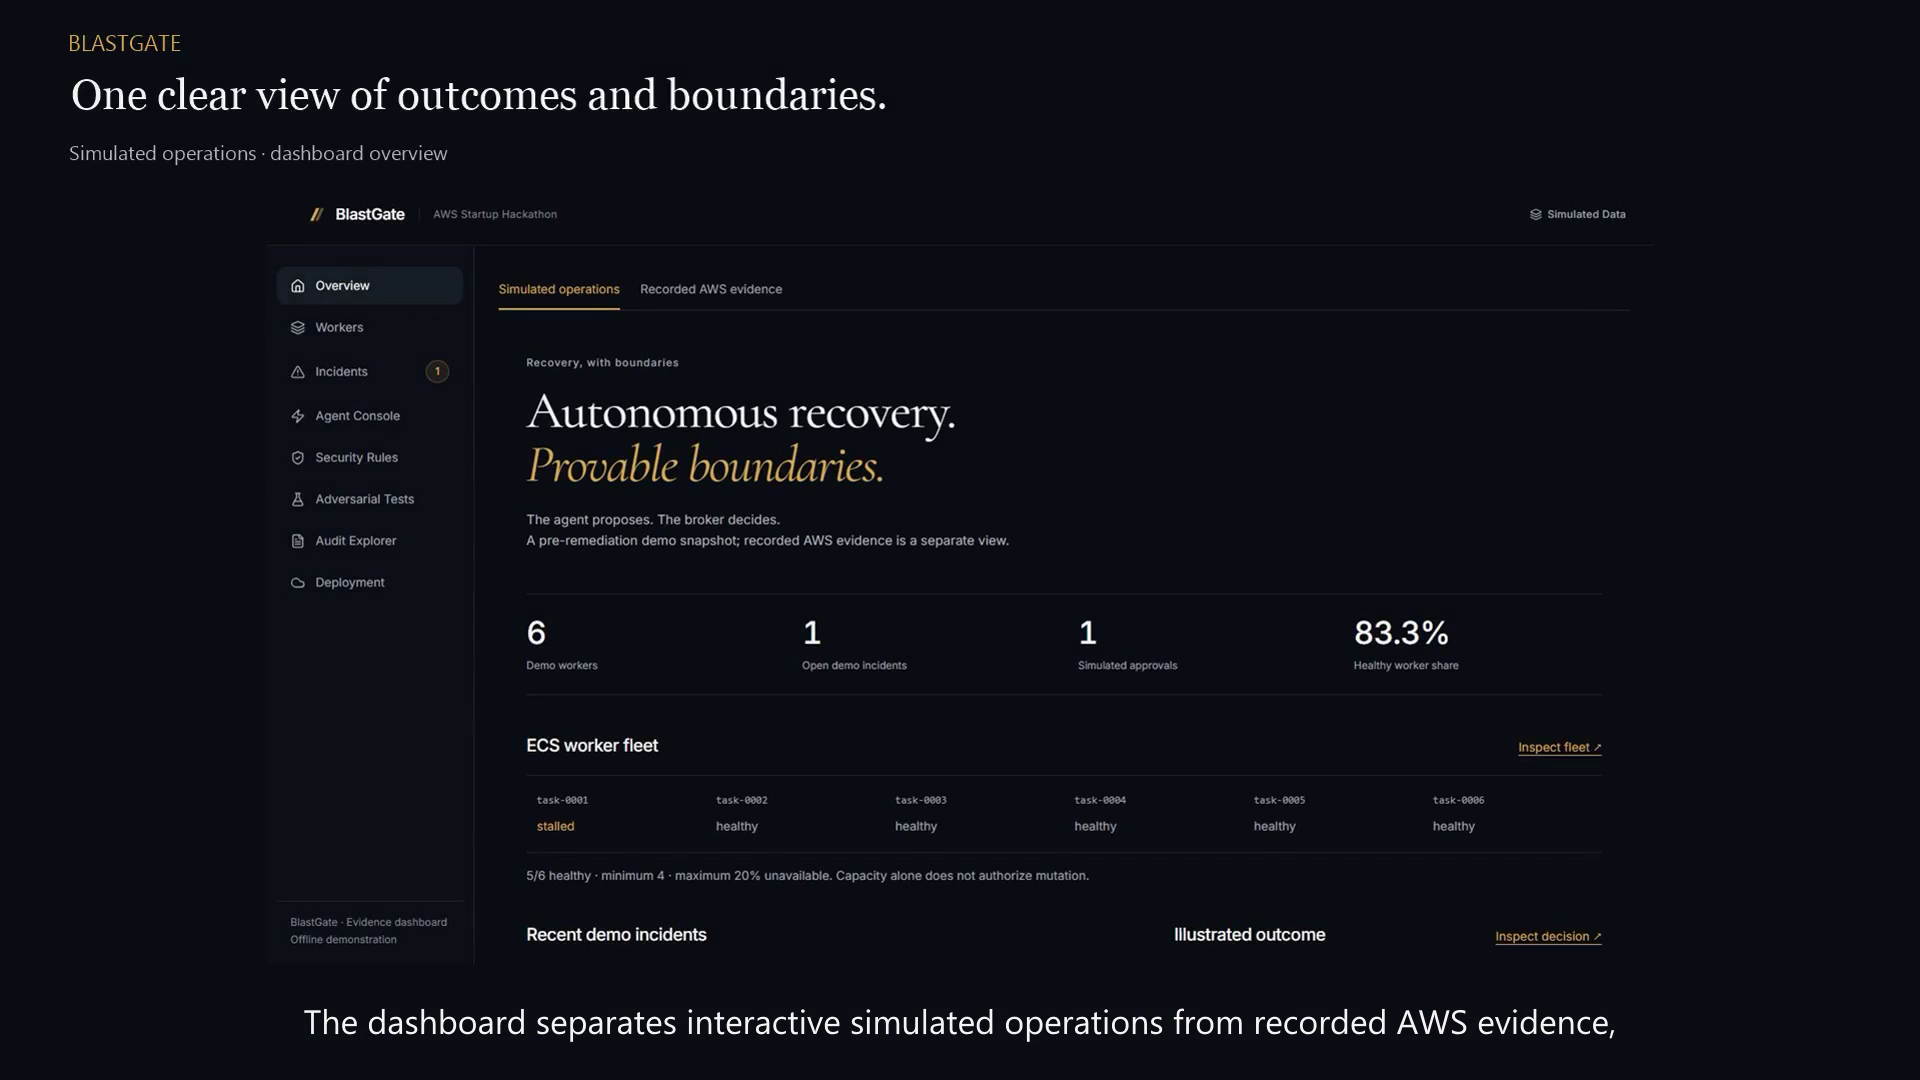 BLASTGATE
One clear view of outcomes and boundaries.
Simulated operations · dashboard overview
BlastGate
AWS Startup Hackathon
Simulated Data
Overview
Workers
Incidents 1
Agent Console
Security Rules
Adversarial Tests
Audit Explorer
Deployment
BlastGate · Evidence dashboard
Offline demonstration
Simulated operations Recorded AWS evidence
Recovery, with boundaries
Autonomous recovery.
Provable boundaries.
The agent proposes. The broker decides.
A pre-remediation demo snapshot; recorded AWS evidence is a separate view.
6 1 1 83.3%
Demo workers Open demo incidents Simulated approvals Healthy worker share
ECS worker fleet Inspect fleet ↗
task-0001 task-0002 task-0003 task-0004 task-0005 task-0006
stalled healthy healthy healthy healthy healthy
5/6 healthy · minimum 4 · maximum 20% unavailable. Capacity alone does not authorize mutation.
Recent demo incidents Illustrated outcome Inspect decision ↗
The dashboard separates interactive simulated operations from recorded AWS evidence,